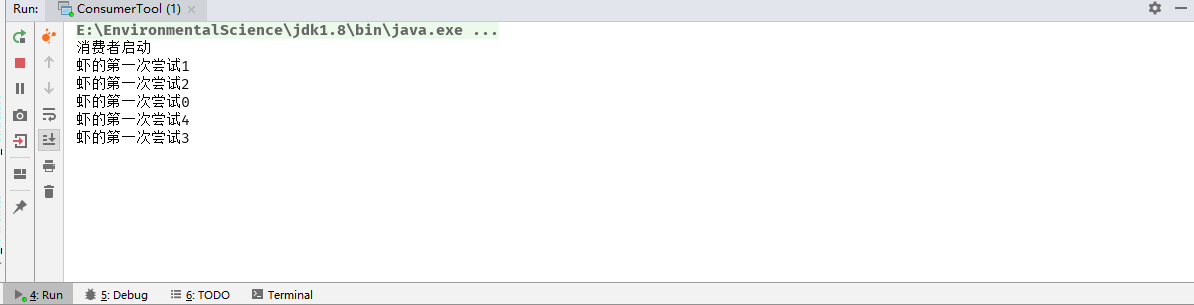 Run: ConsumerTool (1)
E:\EnvironmentalScience\jdk1.8\bin\java.exe ...
消费者启动
虾的第一次尝试1
虾的第一次尝试2
虾的第一次尝试0
虾的第一次尝试4
虾的第一次尝试3
4: Run 5: Debug 6: TODO Terminal